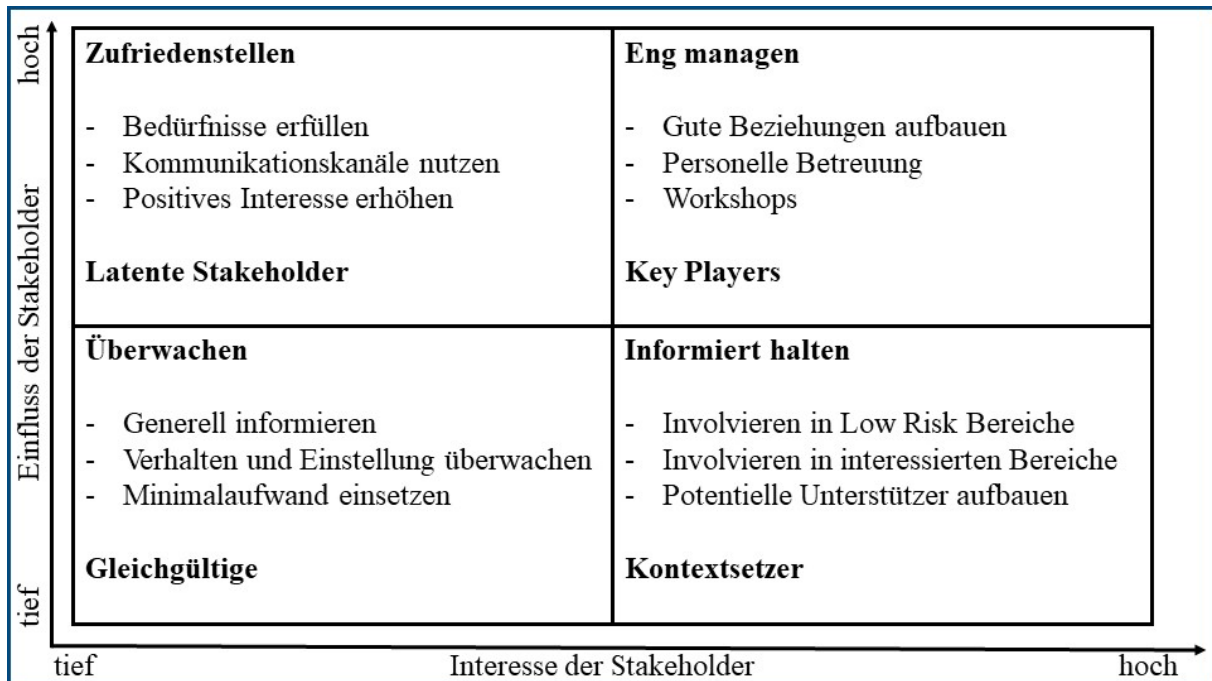 hoch
Einfluss der Stakeholder
tief
Zufriedenstellen
- Bedürfnisse erfüllen
- Kommunikationskanäle nutzen
- Positives Interesse erhöhen
Latente Stakeholder
Eng managen
- Gute Beziehungen aufbauen
- Personelle Betreuung
- Workshops
Key Players
Überwachen
- Generell informieren
- Verhalten und Einstellung überwachen
- Minimalaufwand einsetzen
Gleichgültige
Informiert halten
- Involvieren in Low Risk Bereiche
- Involvieren in interessierten Bereiche
- Potentielle Unterstützer aufbauen
Kontextsetzer
tief
Interesse der Stakeholder
hoch